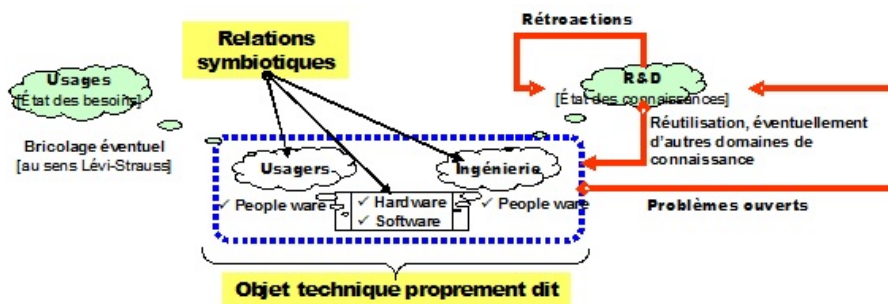 Rétroactions
Relations
symbiotiques
Usages
[État des besoins]
R&D
[État des connaissances]
Bricolage éventuel
[au sens Lévi-Strauss]
Réutilisation, éventuellement
d'autres domaines de
connaissance
Usagers
Ingénierie
✓ People ware
✓ Hardware
✓ Software
✓ People ware
Problèmes ouverts
Objet technique proprement dit